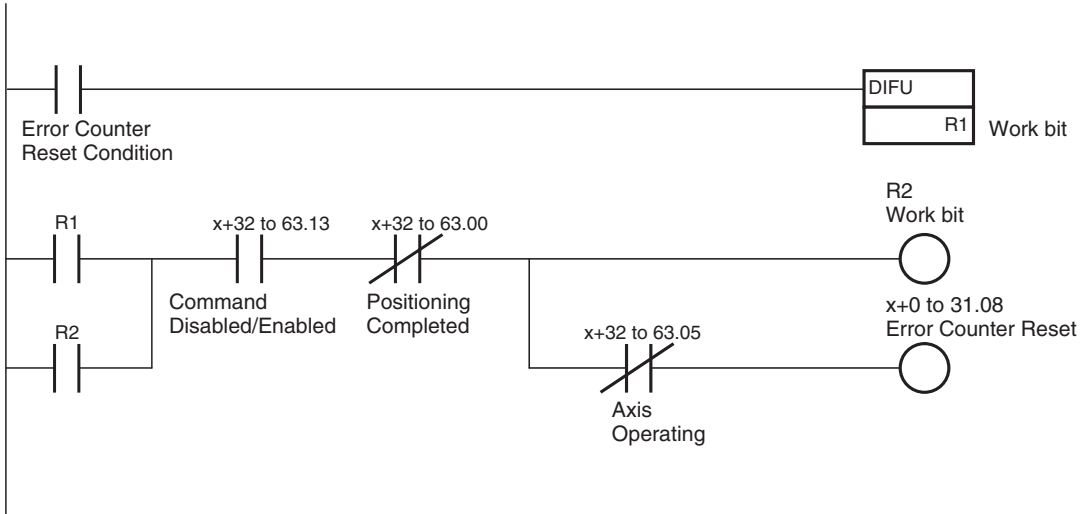 DIFU
R1 Work bit
Error Counter
Reset Condition
R2
Work bit
R1
x+32 to 63.13
x+32 to 63.00
Command
Disabled/Enabled
Positioning
Completed
x+0 to 31.08
Error Counter Reset
R2
x+32 to 63.05
Axis
Operating